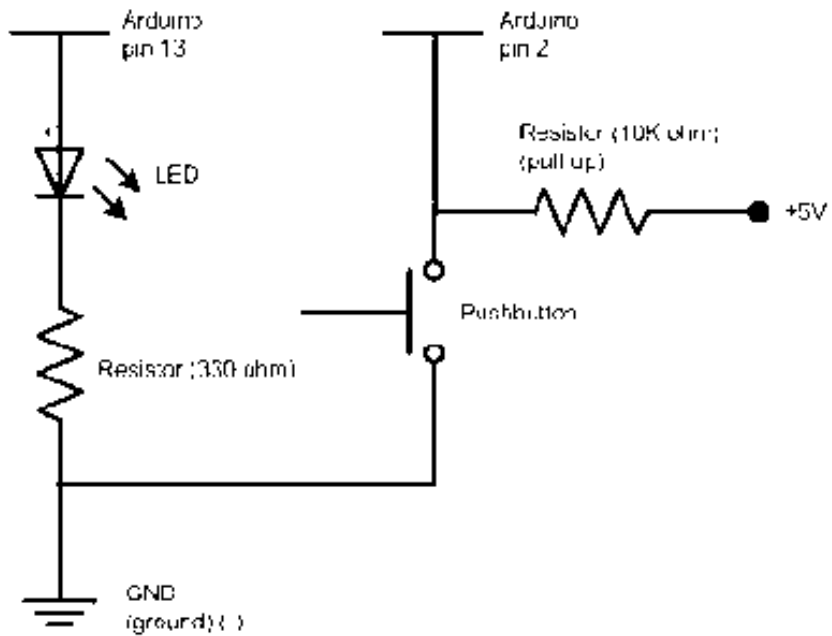 Arduino
pin 13
Arduino
pin 2
Resistor (10K ohm)
(pull up)
LED
+5V
Pushbutton
Resistor (330 ohm)
GND
(ground) (-)